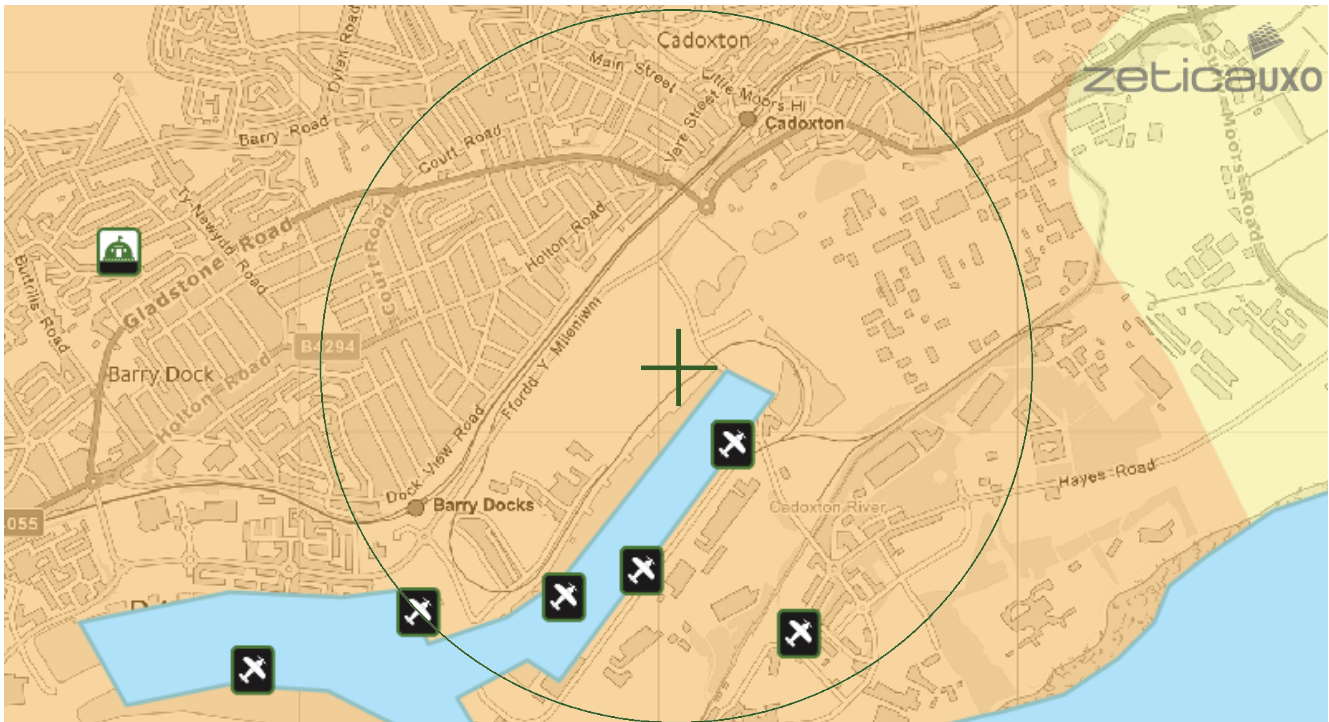 Cadoxton
Main Street
Little Moors Hi
Vere Street
Cadoxton
Dyfan Road
Barry Road
Court Road
zeticauxo
Moors Road
Ty-Newydd Road
Holton Road
Gladstone Road
Buttrills Road
B4294
Ffordd Y Mileniwm
Barry Dock
Holton Road
Dock View Road
Barry Docks
Hayes Road
Cadoxton River
055